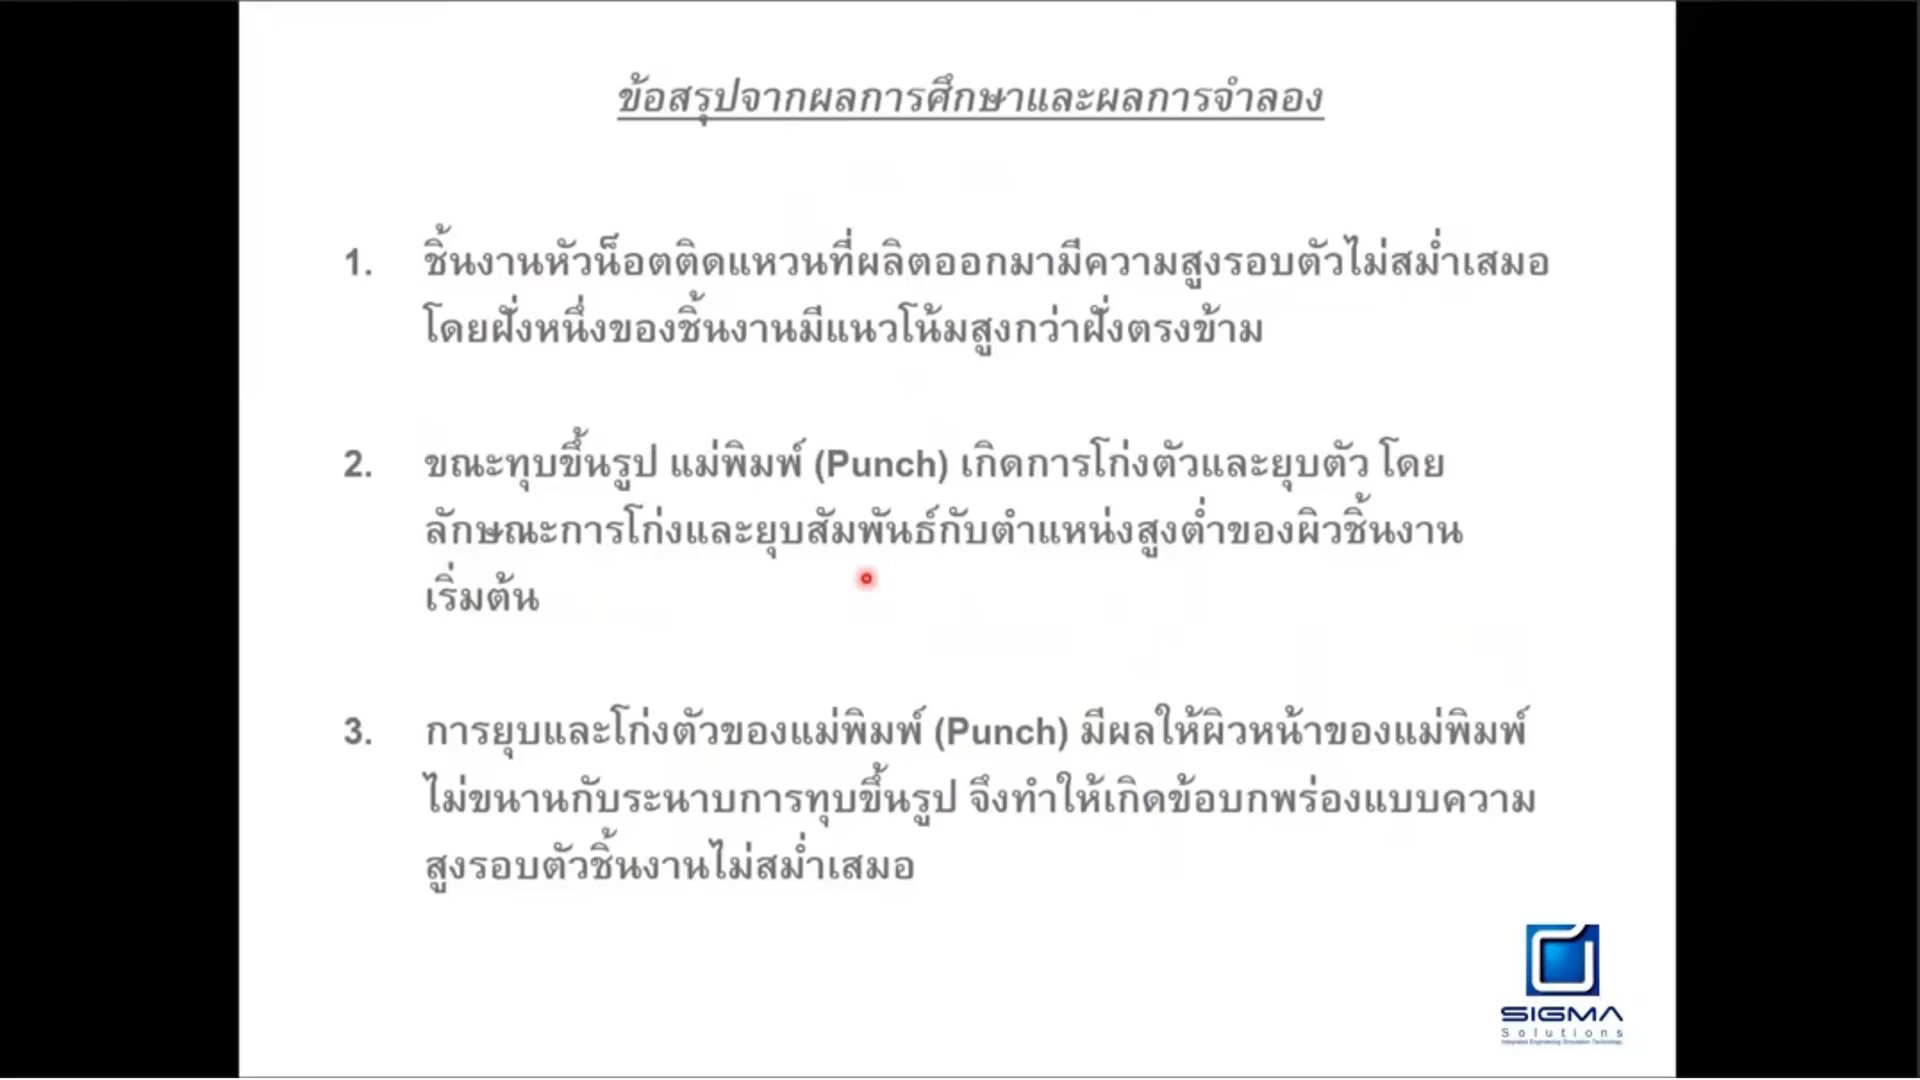 ข้อสรุปจากผลการศึกษาและผลการจำลอง
1. ชิ้นงานหัวน็อตติดแหวนที่ผลิตออกมามีความสูงรอบตัวไม่สม่ำเสมอ
โดยฝั่งหนึ่งของชิ้นงานมีแนวโน้มสูงกว่าฝั่งตรงข้าม
2. ขณะทุบขึ้นรูป แม่พิมพ์ (Punch) เกิดการโก่งตัวและยุบตัว โดย
ลักษณะการโก่งและยุบสัมพันธ์กับตำแหน่งสูงต่ำของผิวชิ้นงาน
เริ่มต้น
3. การยุบและโก่งตัวของแม่พิมพ์ (Punch) มีผลให้ผิวหน้าของแม่พิมพ์
ไม่ขนานกับระนาบการทุบขึ้นรูป จึงทำให้เกิดข้อบกพร่องแบบความ
สูงรอบตัวชิ้นงานไม่สม่ำเสมอ
SIGMA
Solutions
Integrated Engineering Simulation Technology